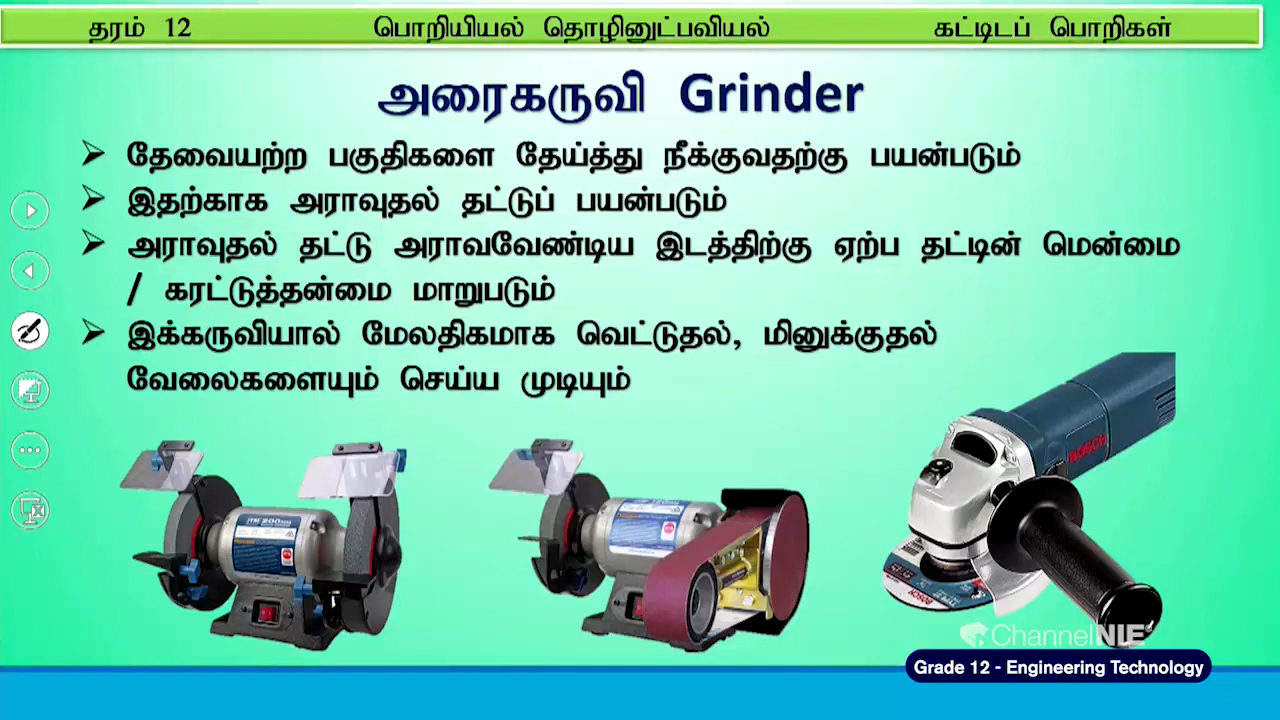 தரம் 12 பொறியியல் தொழினுட்பவியல் கட்டிடப் பொறிகள்
அரைகருவி Grinder
➤ தேவையற்ற பகுதிகளை தேய்த்து நீக்குவதற்கு பயன்படும்
➤ இதற்காக அராவுதல் தட்டுப் பயன்படும்
➤ அராவுதல் தட்டு அராவவேண்டிய இடத்திற்கு ஏற்ப தட்டின் மென்மை
/ கரட்டுத்தன்மை மாறுபடும்
➤ இக்கருவியால் மேலதிகமாக வெட்டுதல், மினுக்குதல்
வேலைகளையும் செய்ய முடியும்
BOSCH
BOSCH
ChannelNIE
Grade 12 - Engineering Technology